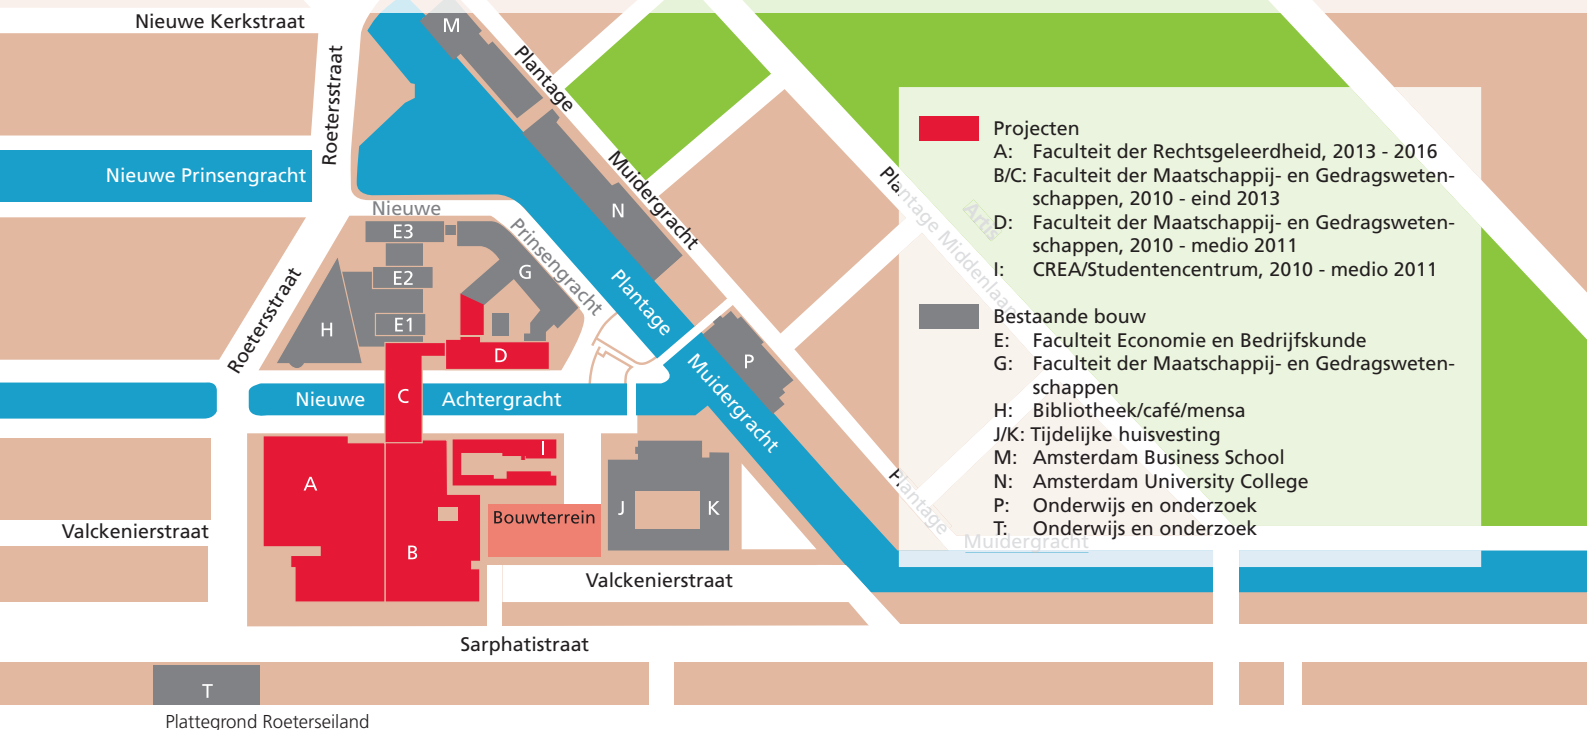 Nieuwe Kerkstraat
M
Plantage
Roetersstraat
Projecten
A: Faculteit der Rechtsgeleerdheid, 2013 - 2016
B/C: Faculteit der Maatschappij- en Gedragsweten-
schappen, 2010 - eind 2013
D: Faculteit der Maatschappij- en Gedragsweten-
schappen, 2010 - medio 2011
I: CREA/Studentencentrum, 2010 - medio 2011
Bestaande bouw
E: Faculteit Economie en Bedrijfskunde
G: Faculteit der Maatschappij- en Gedragsweten-
schappen
H: Bibliotheek/café/mensa
J/K: Tijdelijke huisvesting
M: Amsterdam Business School
N: Amsterdam University College
P: Onderwijs en onderzoek
T: Onderwijs en onderzoek
Nieuwe Prinsengracht
Muidergracht
Plantage Middenlaan
Artis
Nieuwe
Prinsengracht
N
E3
G
E2
E1
H
Roetersstraat
Plantage
Muidergracht
D
P
Nieuwe
C
Achtergracht
I
A
B
J
K
Bouwterrein
Plantage
Muidergracht
Valckenierstraat
Valckenierstraat
Sarphatistraat
T
Plattegrond Roeterseiland